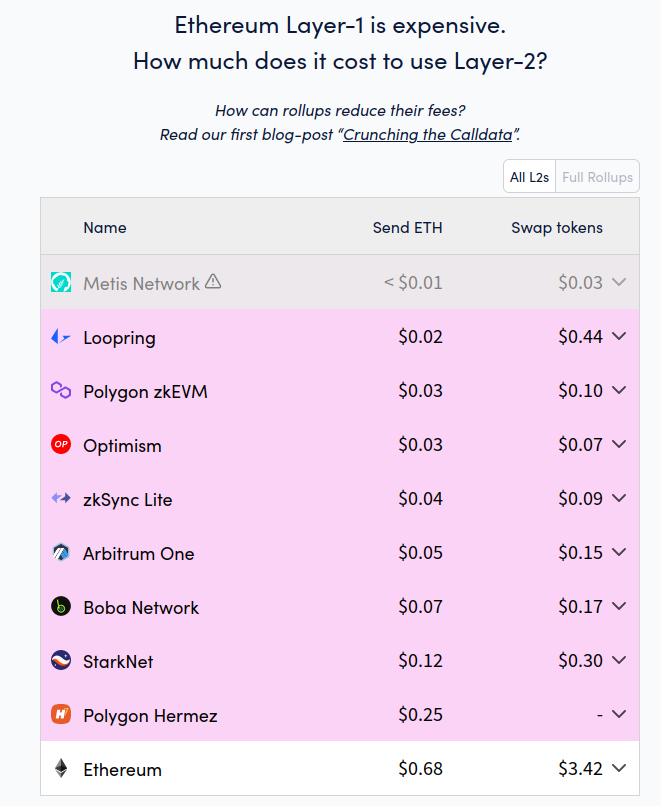 Ethereum Layer-1 is expensive.
How much does it cost to use Layer-2?
How can rollups reduce their fees?
Read our first blog-post “Crunching the Calldata”.
All L2s Full Rollups
Name Send ETH Swap tokens
Metis Network < $0.01 $0.03
Loopring $0.02 $0.44
Polygon zkEVM $0.03 $0.10
OP Optimism $0.03 $0.07
zkSync Lite $0.04 $0.09
Arbitrum One $0.05 $0.15
Boba Network $0.07 $0.17
StarkNet $0.12 $0.30
Polygon Hermez $0.25 -
Ethereum $0.68 $3.42